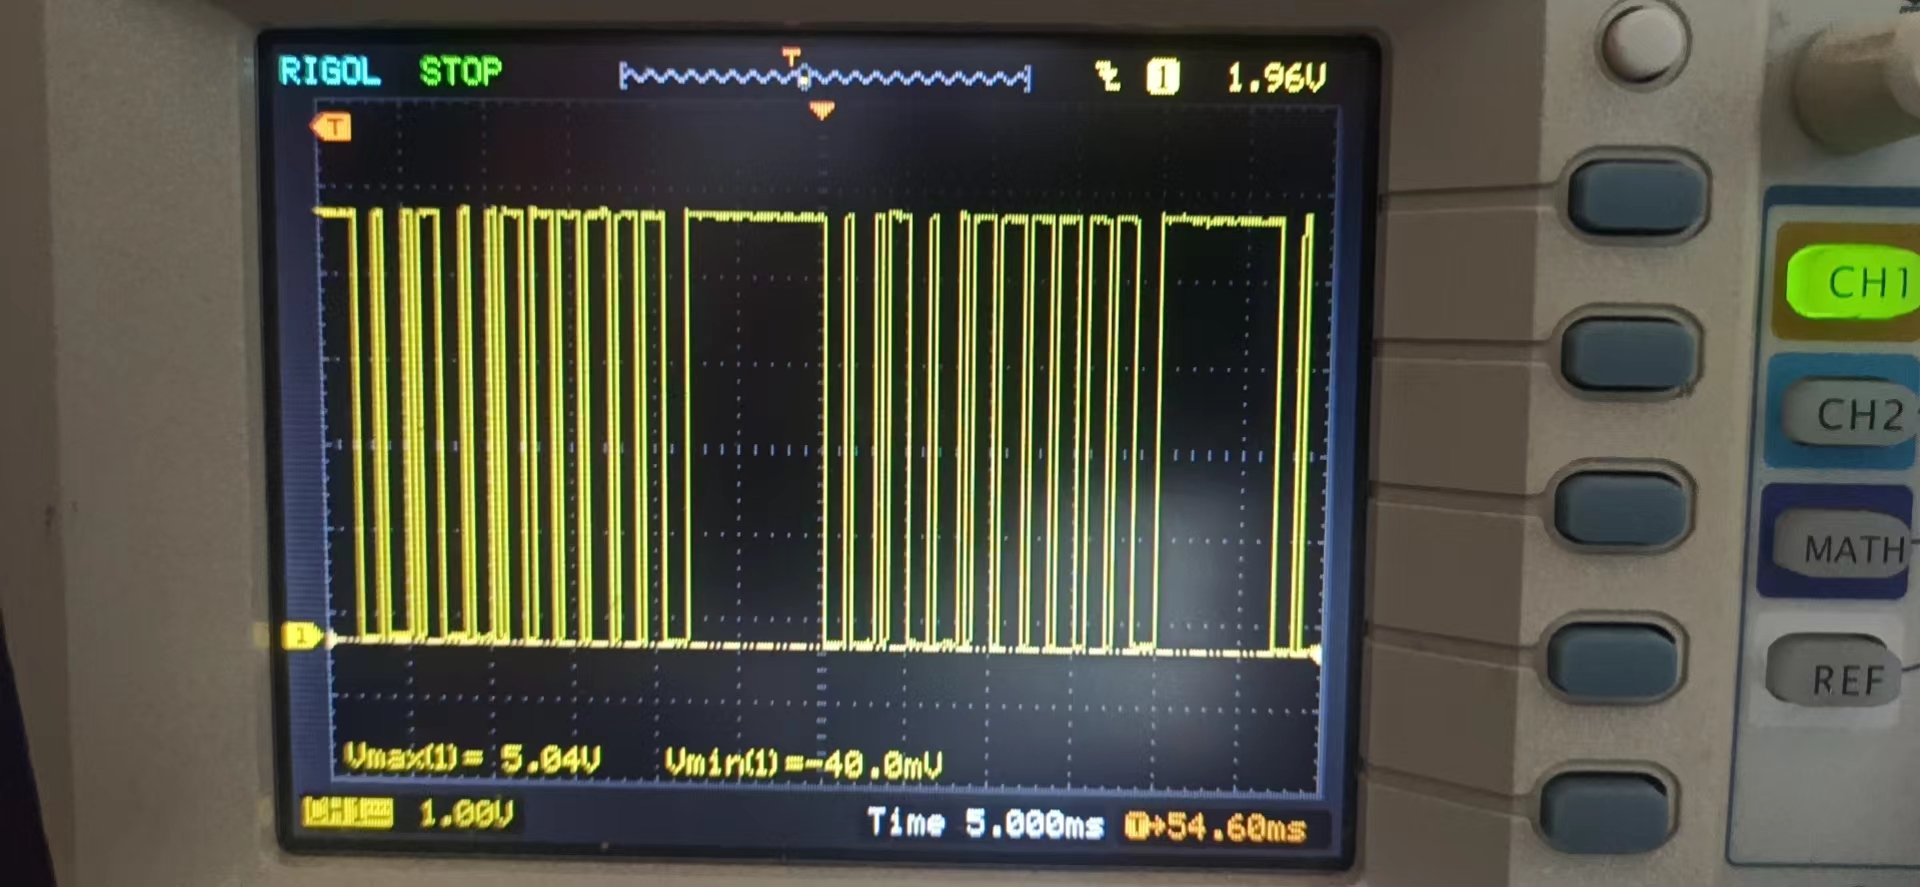 RIGOL STOP T 1 1.96V
T
CH1
CH2
MATH
1
REF
Vmax(1)= 5.04V Vmin(1)=-40.0mV
1.00V Time 5.000ms →54.60ms